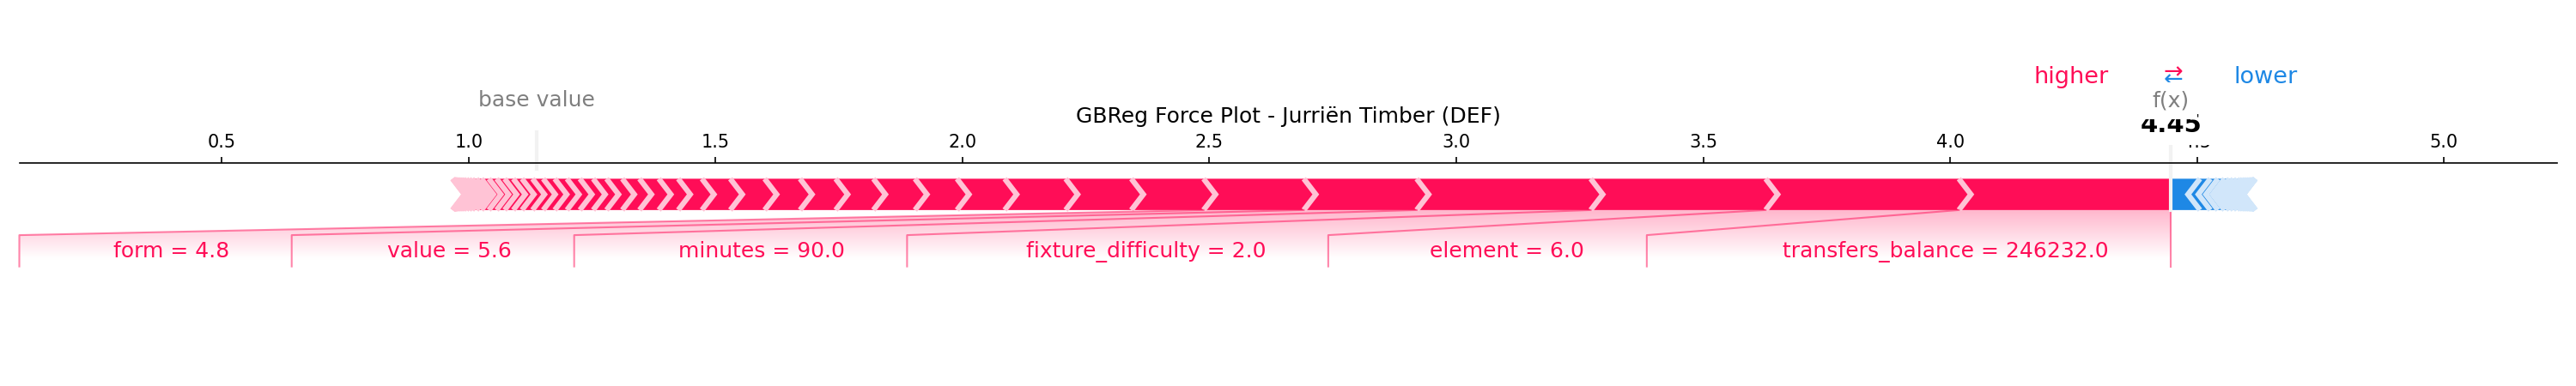 higher ⇄ lower
base value
f(x)
GBReg Force Plot - Jurriën Timber (DEF)
4.45
0.5 1.0 1.5 2.0 2.5 3.0 3.5 4.0 5.0
form = 4.8 value = 5.6 minutes = 90.0 fixture_difficulty = 2.0 element = 6.0 transfers_balance = 246232.0